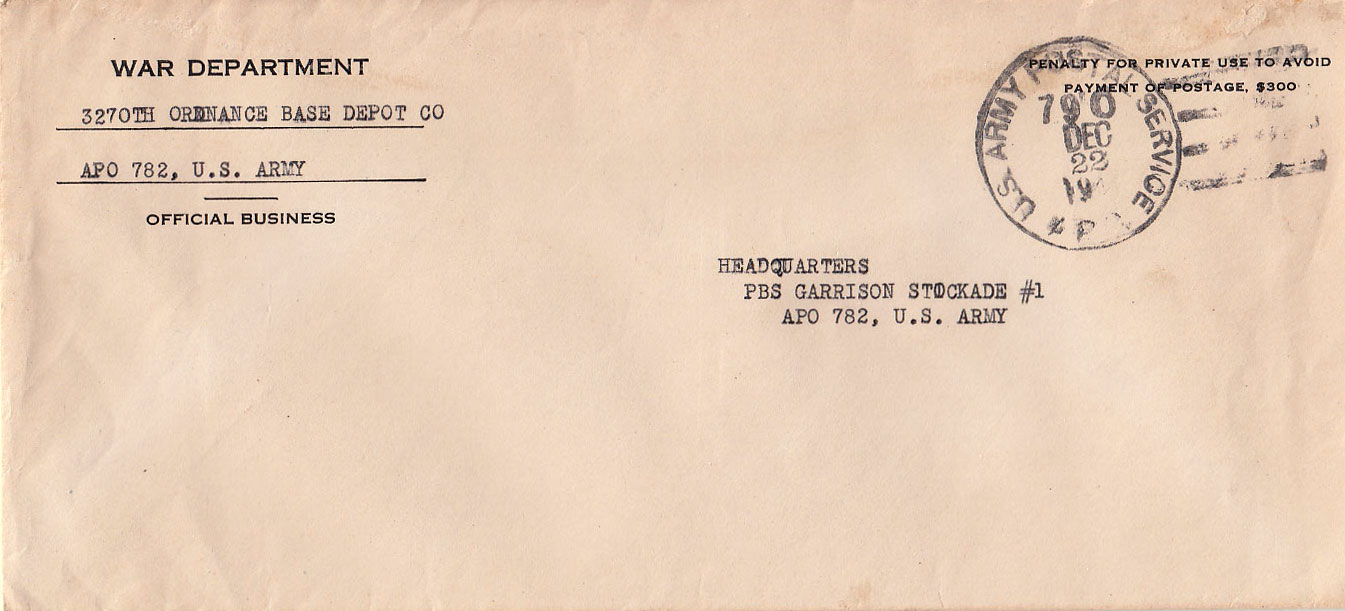 WAR DEPARTMENT
3270TH ORDNANCE BASE DEPOT CO
APO 782, U.S. ARMY
OFFICIAL BUSINESS
PENALTY FOR PRIVATE USE TO AVOID
PAYMENT OF POSTAGE, $300
U.S. ARMY POSTAL SERVICE
790
DEC
22
HEADQUARTERS
PBS GARRISON STOCKADE #1
APO 782, U.S. ARMY